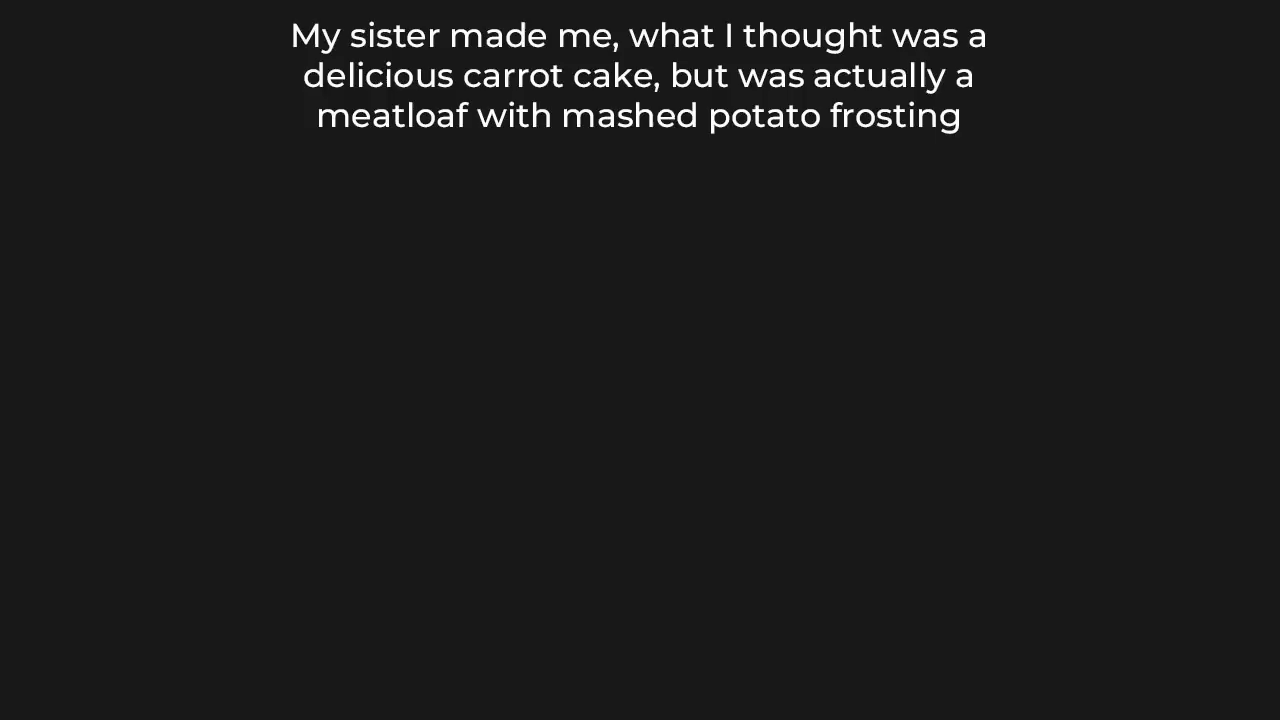 My sister made me, what I thought was a
delicious carrot cake, but was actually a
meatloaf with mashed potato frosting